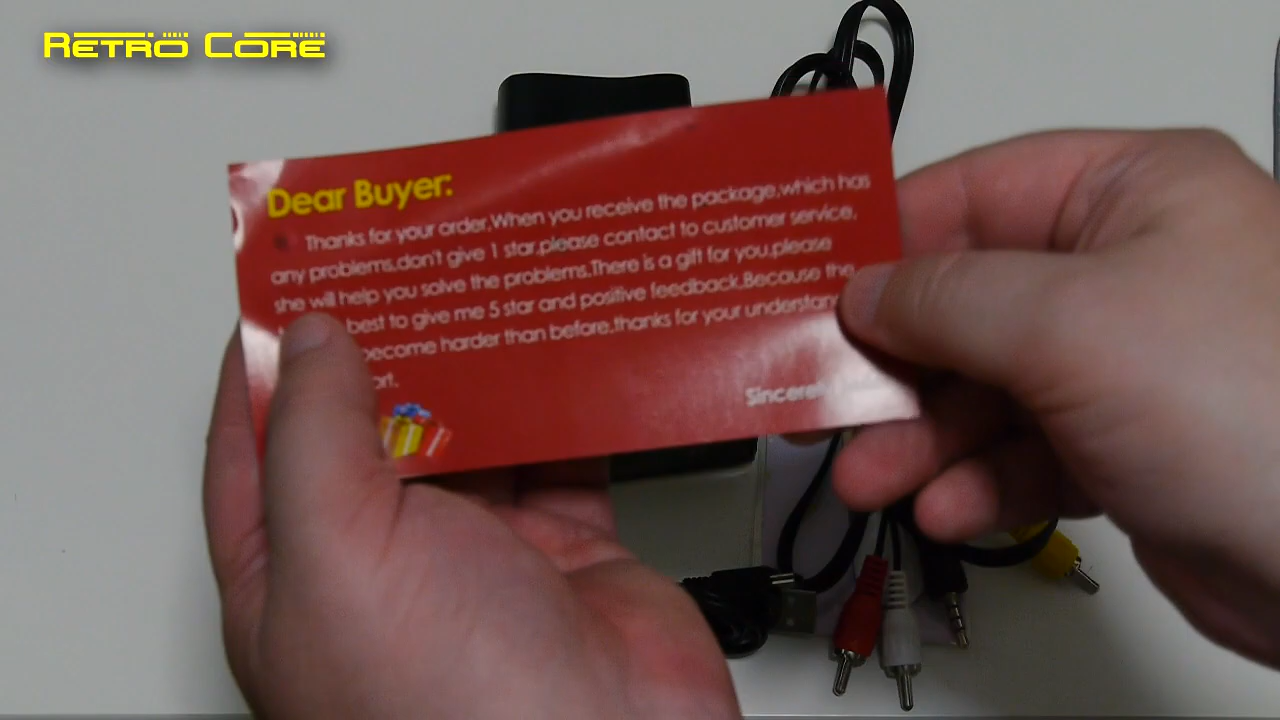 RETRO CORE
Dear Buyer:
Thanks for your order,When you receive the package,which has
any problems,don't give 1 star,please contact to customer service,
she will help you solve the problems.There is a gift for you,please
best to give me 5 star and positive feedback.Because the
become harder than before,thanks for your